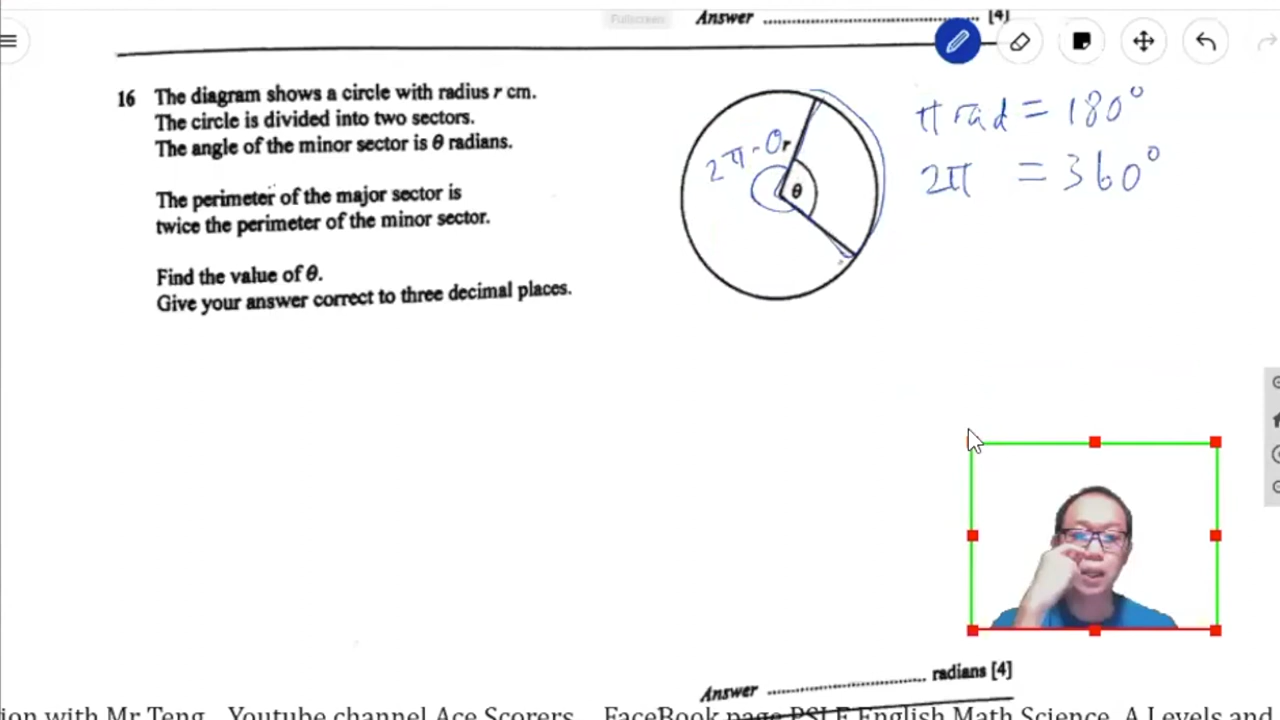 Fullscreen
Answer ........................................ [4]
16 The diagram shows a circle with radius r cm.
The circle is divided into two sectors.
The angle of the minor sector is θ radians.
The perimeter of the major sector is
twice the perimeter of the minor sector.
Find the value of θ.
Give your answer correct to three decimal places.
2π - θ
r
θ
π rad = 180°
2π = 360°
Answer ............................ radians [4]
ion with Mr Teng Youtube channel Ace Scorers FaceBook page PSLE English Math Science, A Levels and